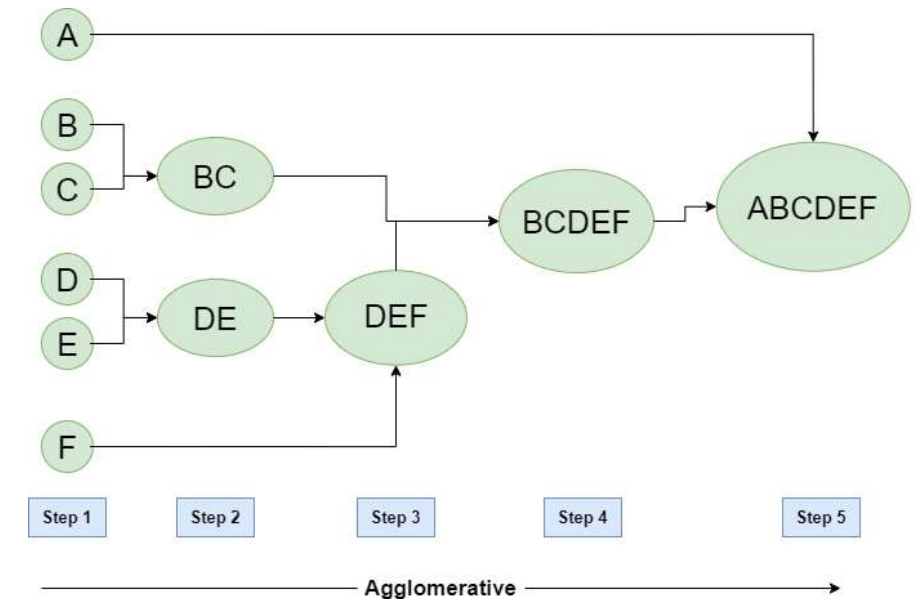 A
B
C
BC
D
E
DE
DEF
F
BCDEF
ABCDEF
Step 1
Step 2
Step 3
Step 4
Step 5
Agglomerative